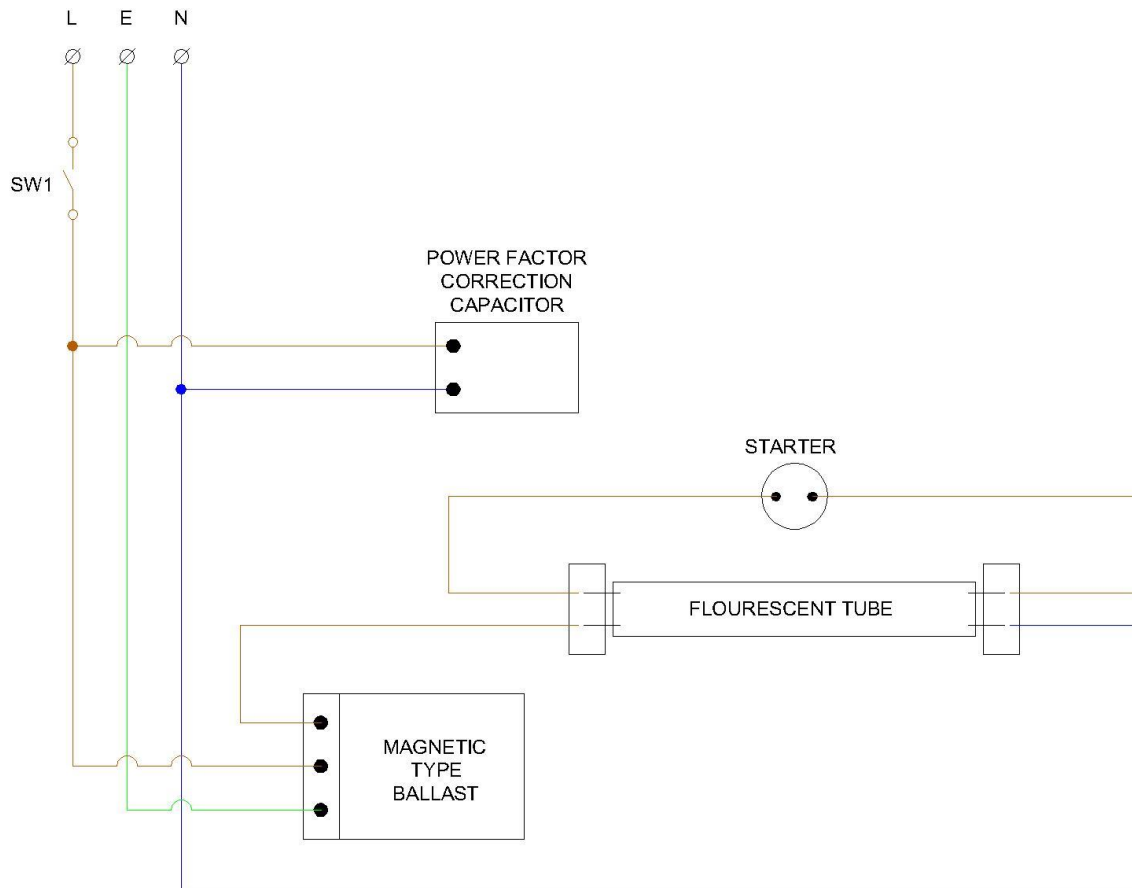 L E N
SW1
POWER FACTOR
CORRECTION
CAPACITOR
STARTER
FLOURESCENT TUBE
MAGNETIC
TYPE
BALLAST